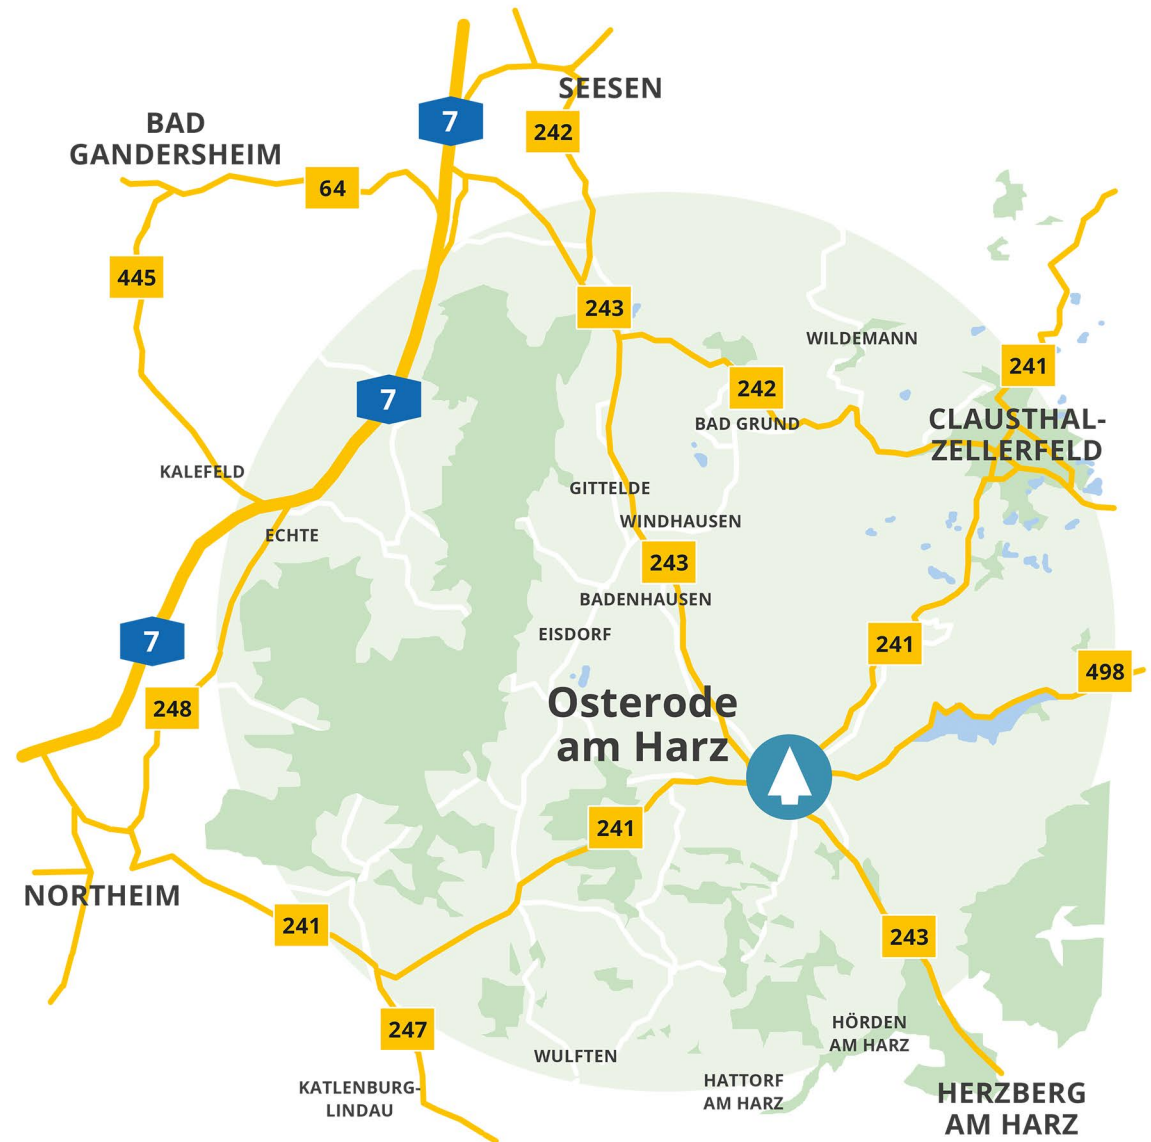 SEESEN
7
BAD
GANDERSHEIM
242
64
445
243
WILDEMANN
241
242
7
CLAUSTHAL-
ZELLERFELD
BAD GRUND
KALEFELD
GITTELDE
WINDHAUSEN
ECHTE
243
BADENHAUSEN
EISDORF
7
241
498
248
Osterode
am Harz
241
NORTHEIM
241
243
247
HÖRDEN
AM HARZ
WULFTEN
KATLENBURG-
LINDAU
HATTORF
AM HARZ
HERZBERG
AM HARZ